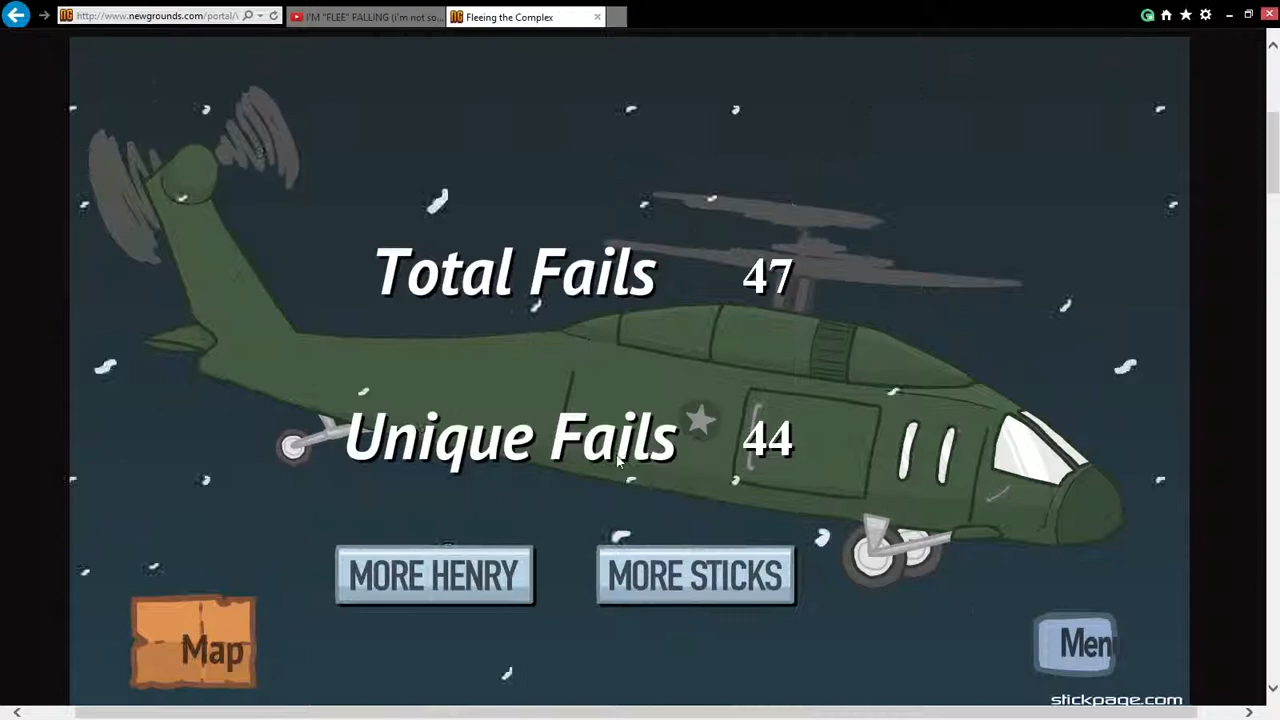 http://www.newgrounds.com/portal/
I'M "FLEE" FALLING (i'm not so...
Fleeing the Complex
Total Fails 47
Unique Fails 44
MORE HENRY
MORE STICKS
Map
Men
stickpage.com